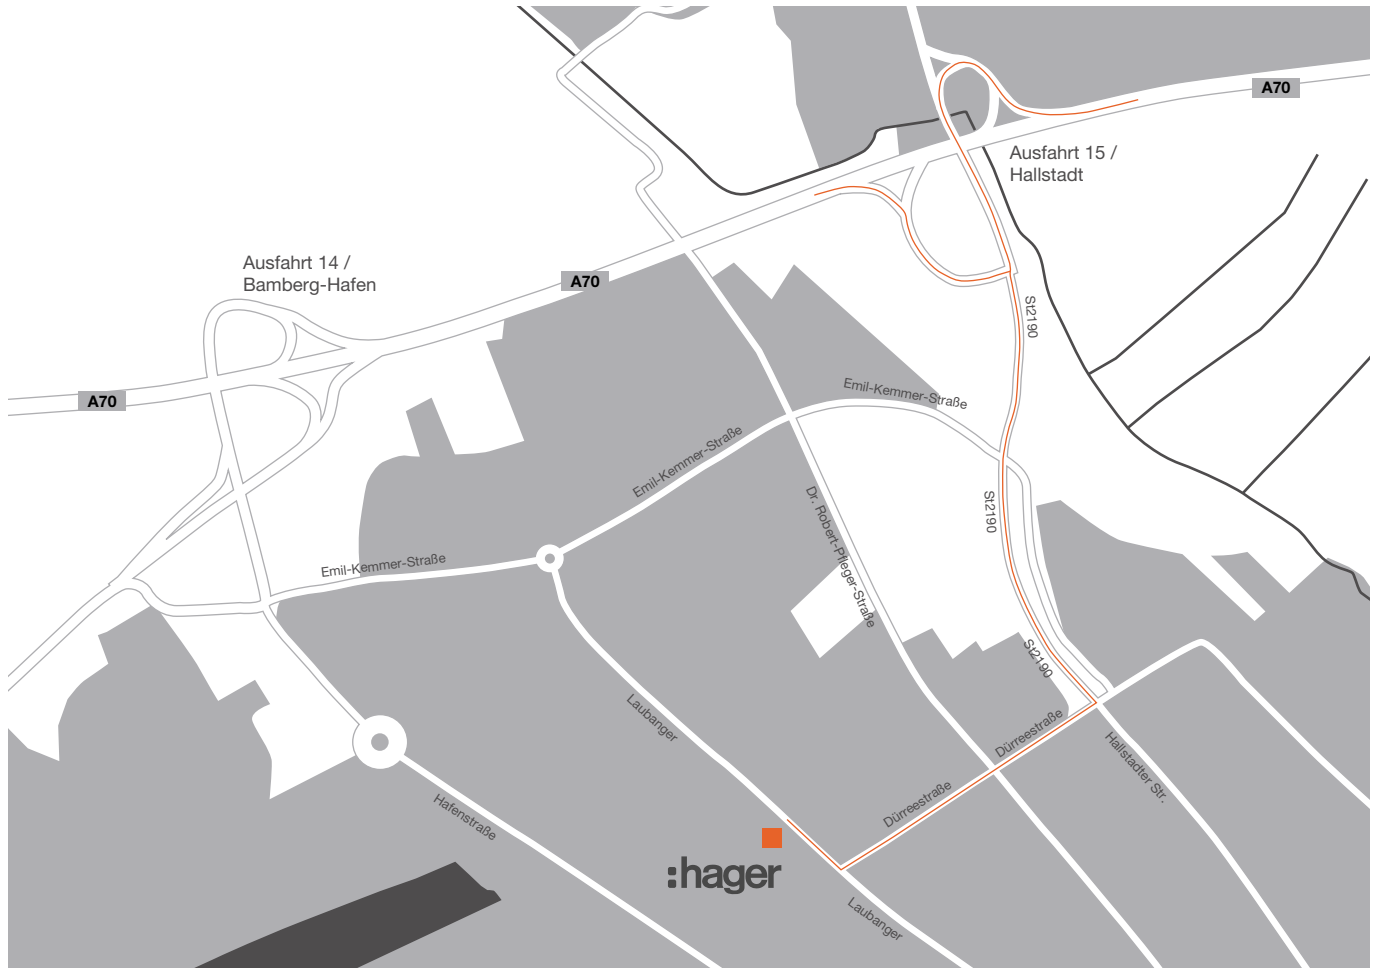 A70
Ausfahrt 15 /
Hallstadt
Ausfahrt 14 /
Bamberg-Hafen
A70
St2190
A70
Emil-Kemmer-Straße
Emil-Kemmer-Straße
Dr. Robert-Pfleger-Straße
St2190
Emil-Kemmer-Straße
St2190
Laubanger
Dürreestraße
Hallstadter Str.
Dürreestraße
Hafenstraße
:hager
Laubanger